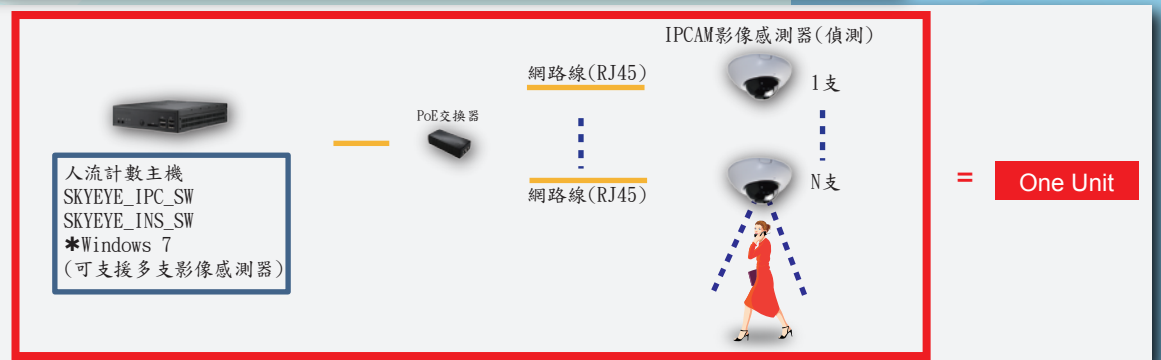 IPCAM影像感測器(偵測)
網路線(RJ45)
1支
PoE交換器
人流計數主機
SKYEYE_IPC_SW
SKYEYE_INS_SW
✱Windows 7
(可支援多支影像感測器)
網路線(RJ45)
N支
=
One Unit